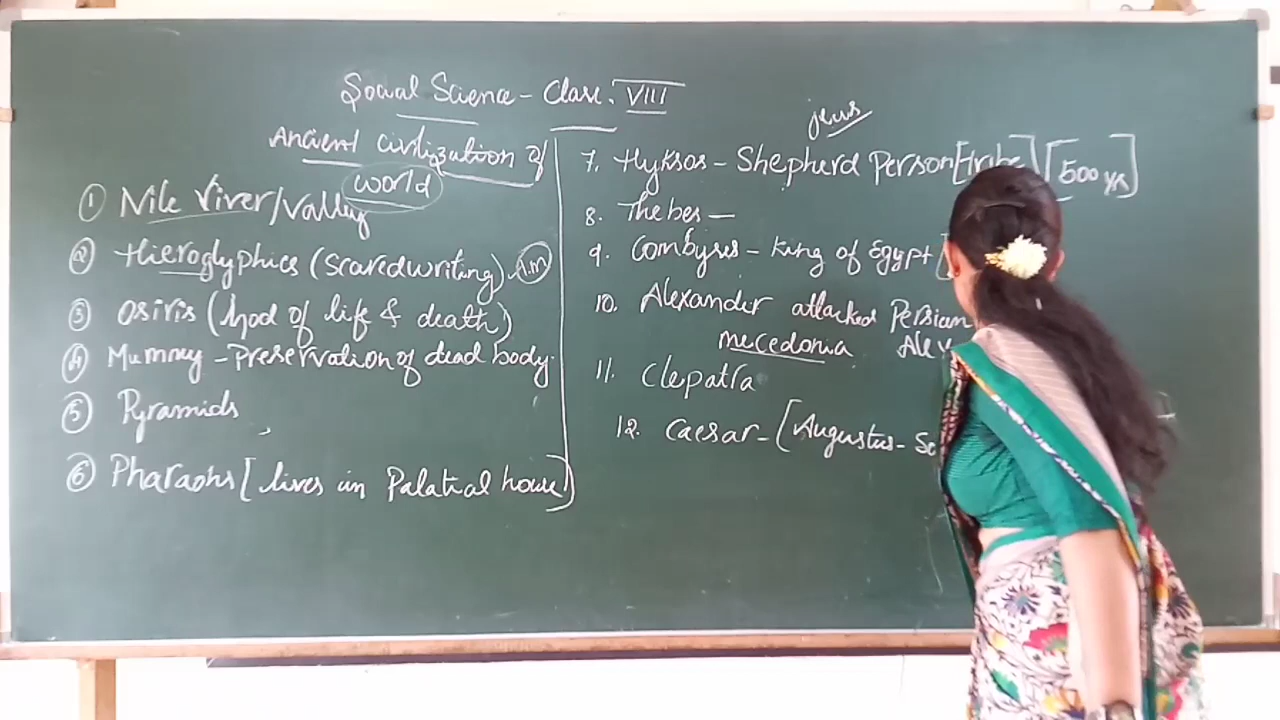 Social Science - Class. VIII
Ancient civilization of
world
① Nile River/Valley
② Hieroglyphics (Scaredwriting)
③ Osiris (God of life & death)
④ Mummy - Preservation of dead body.
⑤ Pyramids
⑥ Pharaohs [lives in Palatial house]
jews
7. Hyksos - Shepherd Person [tribe] [500 yrs]
8. Thebes —
9. Combyses - King of Egypt [
10. Alexander attacked Persian
mecedonia Alex
11. Clepatra
12. Caesar - [Augustus - So